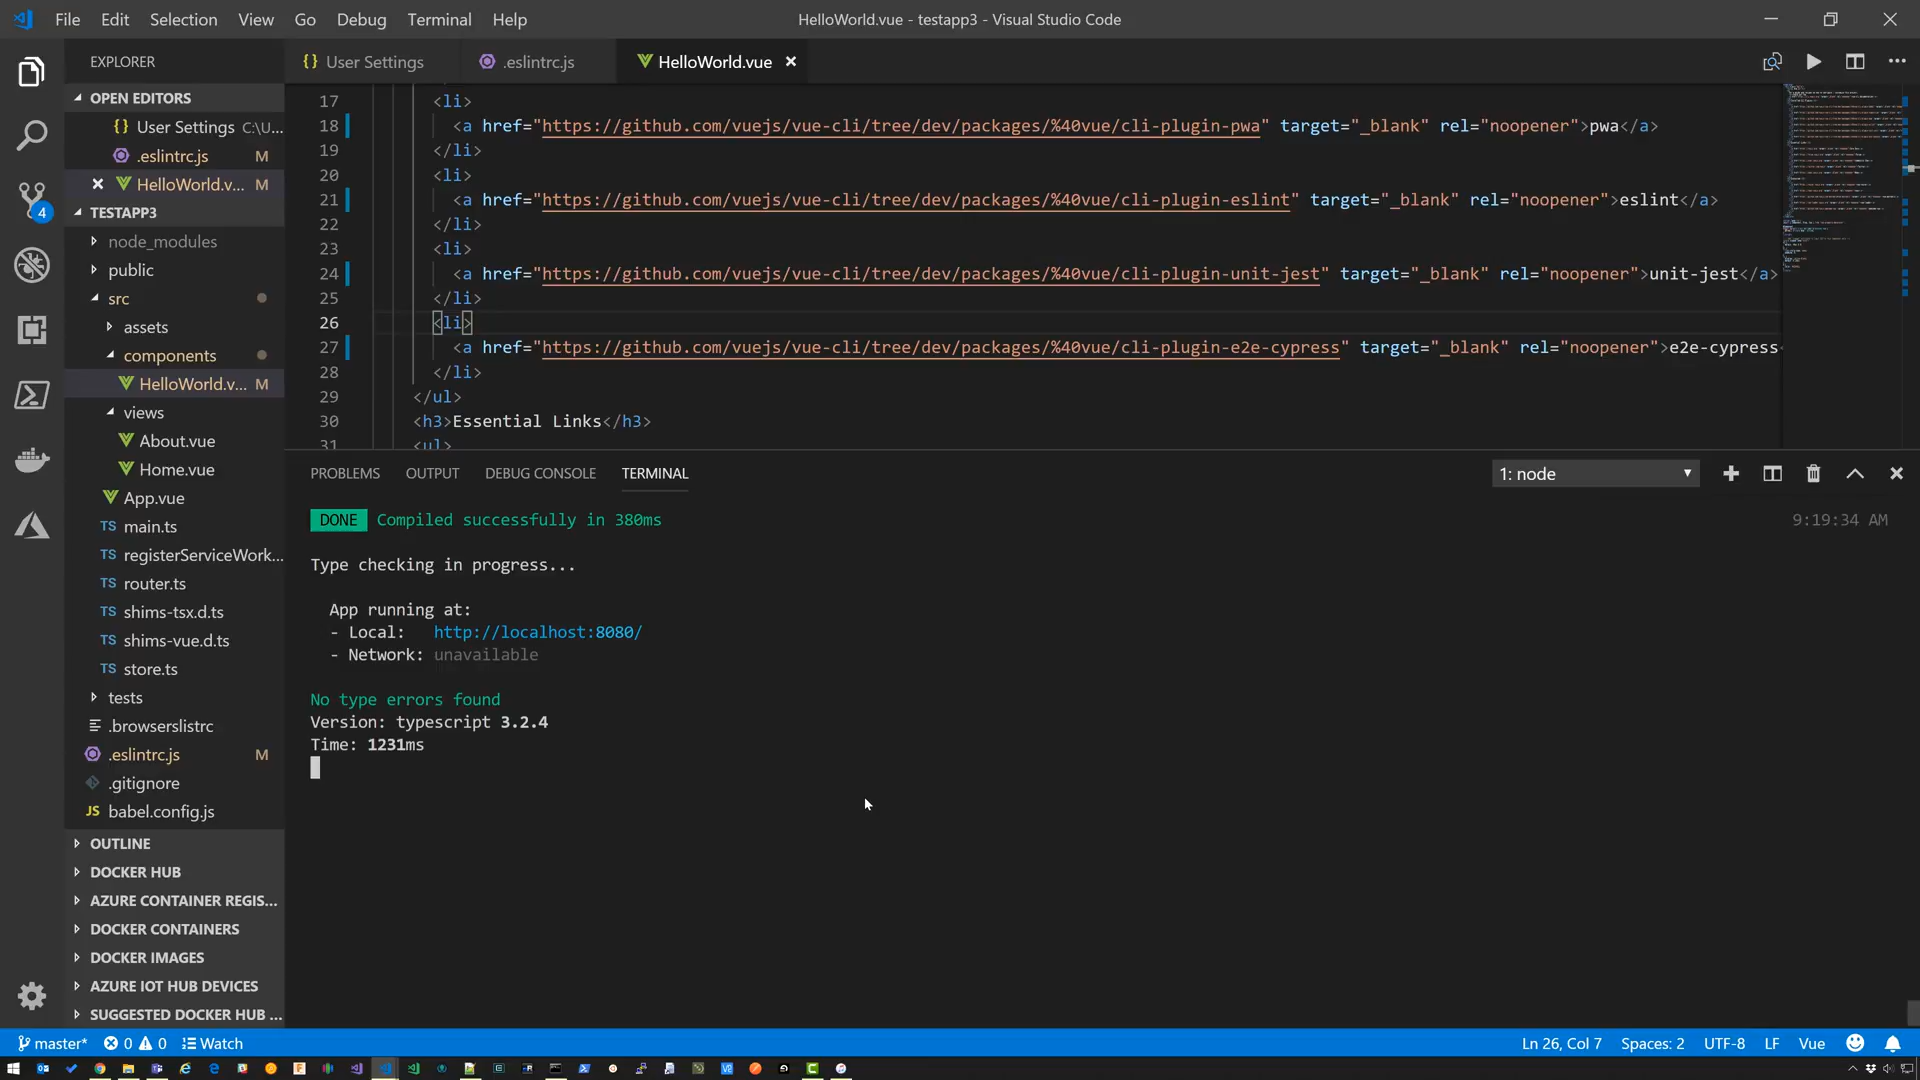 File Edit Selection View Go Debug Terminal Help
HelloWorld.vue - testapp3 - Visual Studio Code
EXPLORER
OPEN EDITORS
User Settings C:\U...
.eslintrc.js M
HelloWorld.v... M
4
TESTAPP3
node_modules
public
src
assets
components
HelloWorld.v... M
views
About.vue
Home.vue
App.vue
TS main.ts
TS registerServiceWork...
TS router.ts
TS shims-tsx.d.ts
TS shims-vue.d.ts
TS store.ts
tests
.browserslistrc
.eslintrc.js M
.gitignore
JS babel.config.js
OUTLINE
DOCKER HUB
AZURE CONTAINER REGIS...
DOCKER CONTAINERS
DOCKER IMAGES
AZURE IOT HUB DEVICES
SUGGESTED DOCKER HUB ...
{} User Settings .eslintrc.js HelloWorld.vue
17 <li>
18 <a href="https://github.com/vuejs/vue-cli/tree/dev/packages/%40vue/cli-plugin-pwa" target="_blank" rel="noopener">pwa</a>
19 </li>
20 <li>
21 <a href="https://github.com/vuejs/vue-cli/tree/dev/packages/%40vue/cli-plugin-eslint" target="_blank" rel="noopener">eslint</a>
22 </li>
23 <li>
24 <a href="https://github.com/vuejs/vue-cli/tree/dev/packages/%40vue/cli-plugin-unit-jest" target="_blank" rel="noopener">unit-jest</a>
25 </li>
26 <li>
27 <a href="https://github.com/vuejs/vue-cli/tree/dev/packages/%40vue/cli-plugin-e2e-cypress" target="_blank" rel="noopener">e2e-cypress<
28 </li>
29 </ul>
30 <h3>Essential Links</h3>
31 <ul>
PROBLEMS OUTPUT DEBUG CONSOLE TERMINAL
1: node
DONE Compiled successfully in 380ms 9:19:34 AM
Type checking in progress...
App running at:
- Local: http://localhost:8080/
- Network: unavailable
No type errors found
Version: typescript 3.2.4
Time: 1231ms
master* 0 0 Watch
Ln 26, Col 7 Spaces: 2 UTF-8 LF Vue